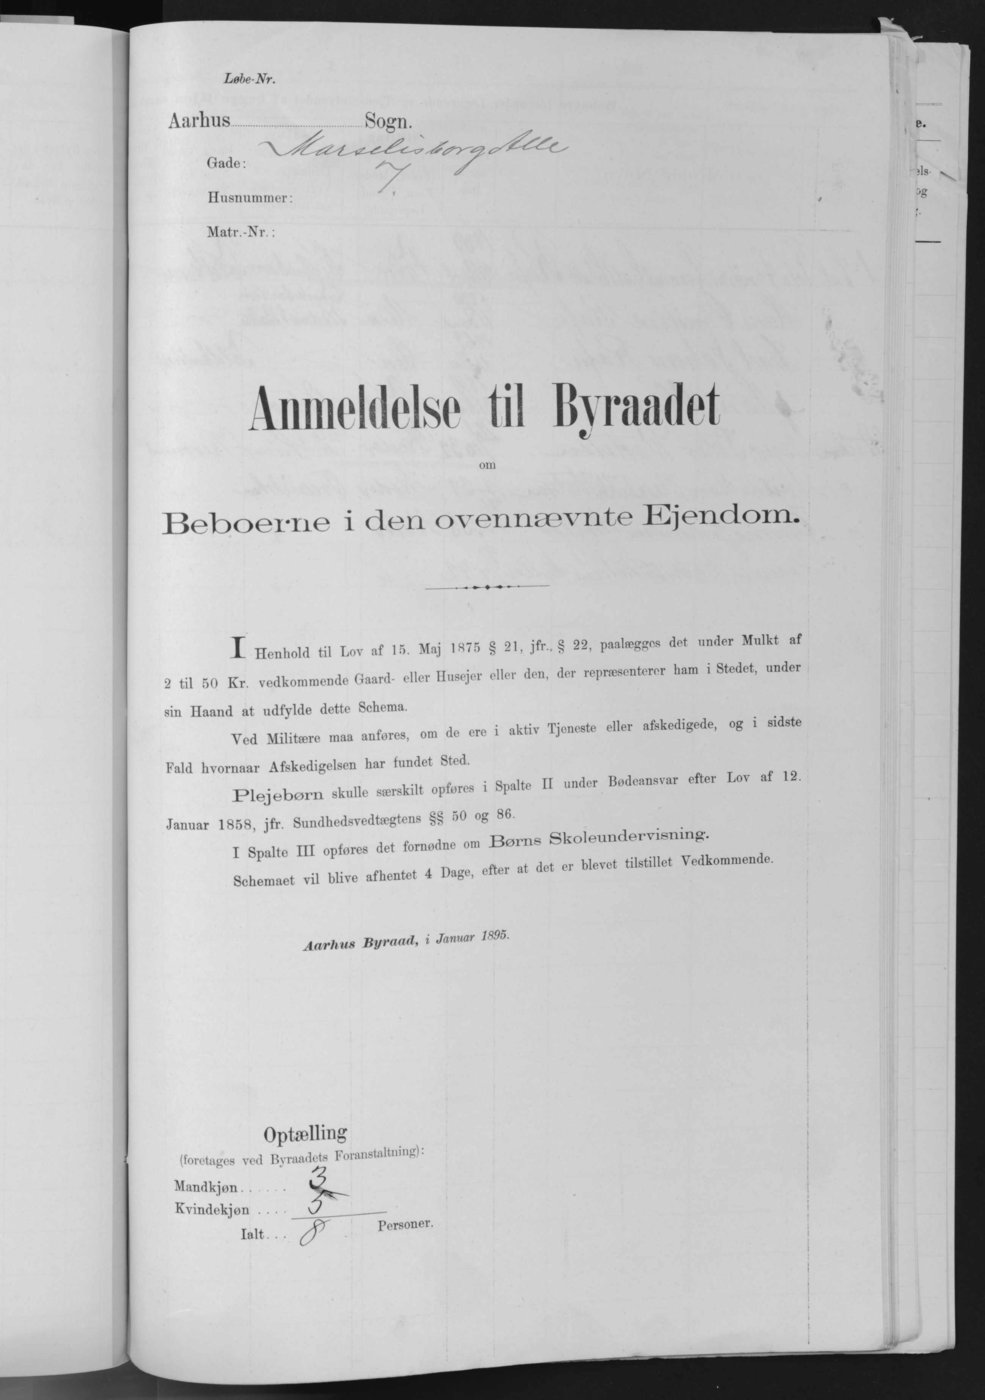 Løbe-Nr.
Aarhus Sogn.
Gade: Marselisborg Alle
Husnummer: 7.
Matr.-Nr.:
Anmeldelse til Byraadet
om
Beboerne i den ovennævnte Ejendom.
I Henhold til Lov af 15. Maj 1875 § 21, jfr., § 22, paalægges det under Mulkt af
2 til 50 Kr. vedkommende Gaard- eller Husejer eller den, der repræsenterer ham i Stedet, under
sin Haand at udfylde dette Schema.
Ved Militære maa anføres, om de ere i aktiv Tjeneste eller afskedigede, og i sidste
Fald hvornaar Afskedigelsen har fundet Sted.
Plejebørn skulle særskilt opføres i Spalte II under Bødeansvar efter Lov af 12.
Januar 1858, jfr. Sundhedsvedtægtens §§ 50 og 86.
I Spalte III opføres det fornødne om Børns Skoleundervisning.
Schemaet vil blive afhentet 4 Dage, efter at det er blevet tilstillet Vedkommende.
Aarhus Byraad, i Januar 1895.
Optælling
(foretages ved Byraadets Foranstaltning):
Mandkjøn...... 3
Kvindekjøn .... 5
Ialt... 8 Personer.